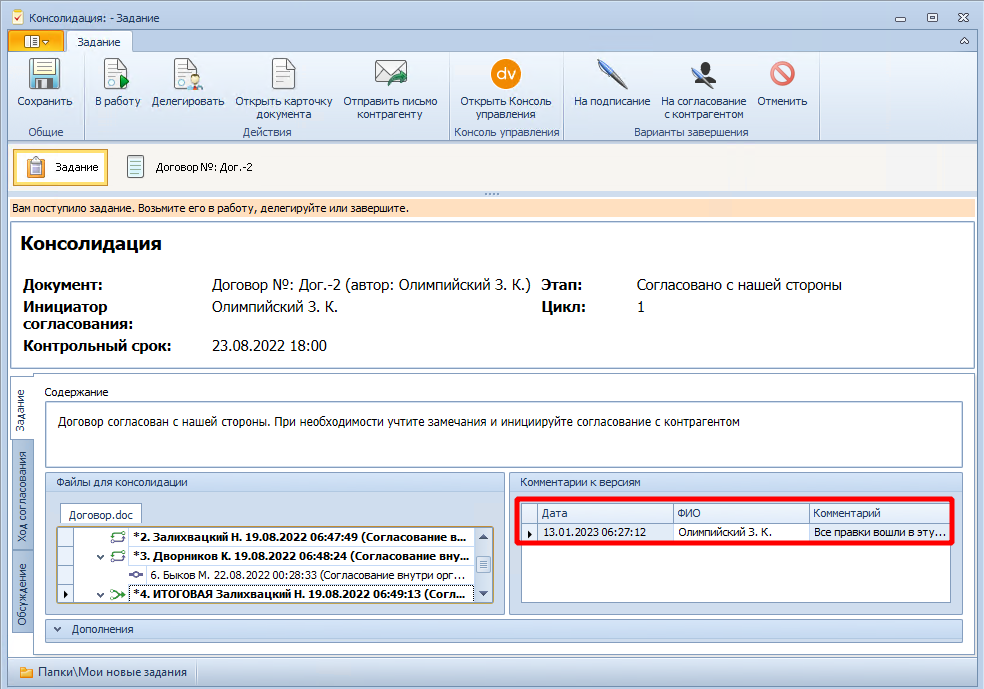 Консолидация: - Задание
Задание
Сохранить
В работу
Делегировать
Открыть карточку
документа
Отправить письмо
контрагенту
dv
Открыть Консоль
управления
На подписание
На согласование
с контрагентом
Отменить
Общие
Действия
Консоль управления
Варианты завершения
Задание
Договор №: Дог.-2
Вам поступило задание. Возьмите его в работу, делегируйте или завершите.
Консолидация
Документ: Договор №: Дог.-2 (автор: Олимпийский З. К.) Этап: Согласовано с нашей стороны
Инициатор
согласования: Олимпийский З. К. Цикл: 1
Контрольный срок: 23.08.2022 18:00
Задание
Ход согласования
Обсуждение
Содержание
Договор согласован с нашей стороны. При необходимости учтите замечания и инициируйте согласование с контрагентом
Файлы для консолидации
Договор.doc
*2. Залихвацкий Н. 19.08.2022 06:47:49 (Согласование в...
*3. Дворников К. 19.08.2022 06:48:24 (Согласование вну...
6. Быков М. 22.08.2022 00:28:33 (Согласование внутри орг...
*4. ИТОГОВАЯ Залихвацкий Н. 19.08.2022 06:49:13 (Согл...
Комментарии к версиям
Дата ФИО Комментарий
13.01.2023 06:27:12 Олимпийский З. К. Все правки вошли в эту...
Дополнения
Папки\Мои новые задания